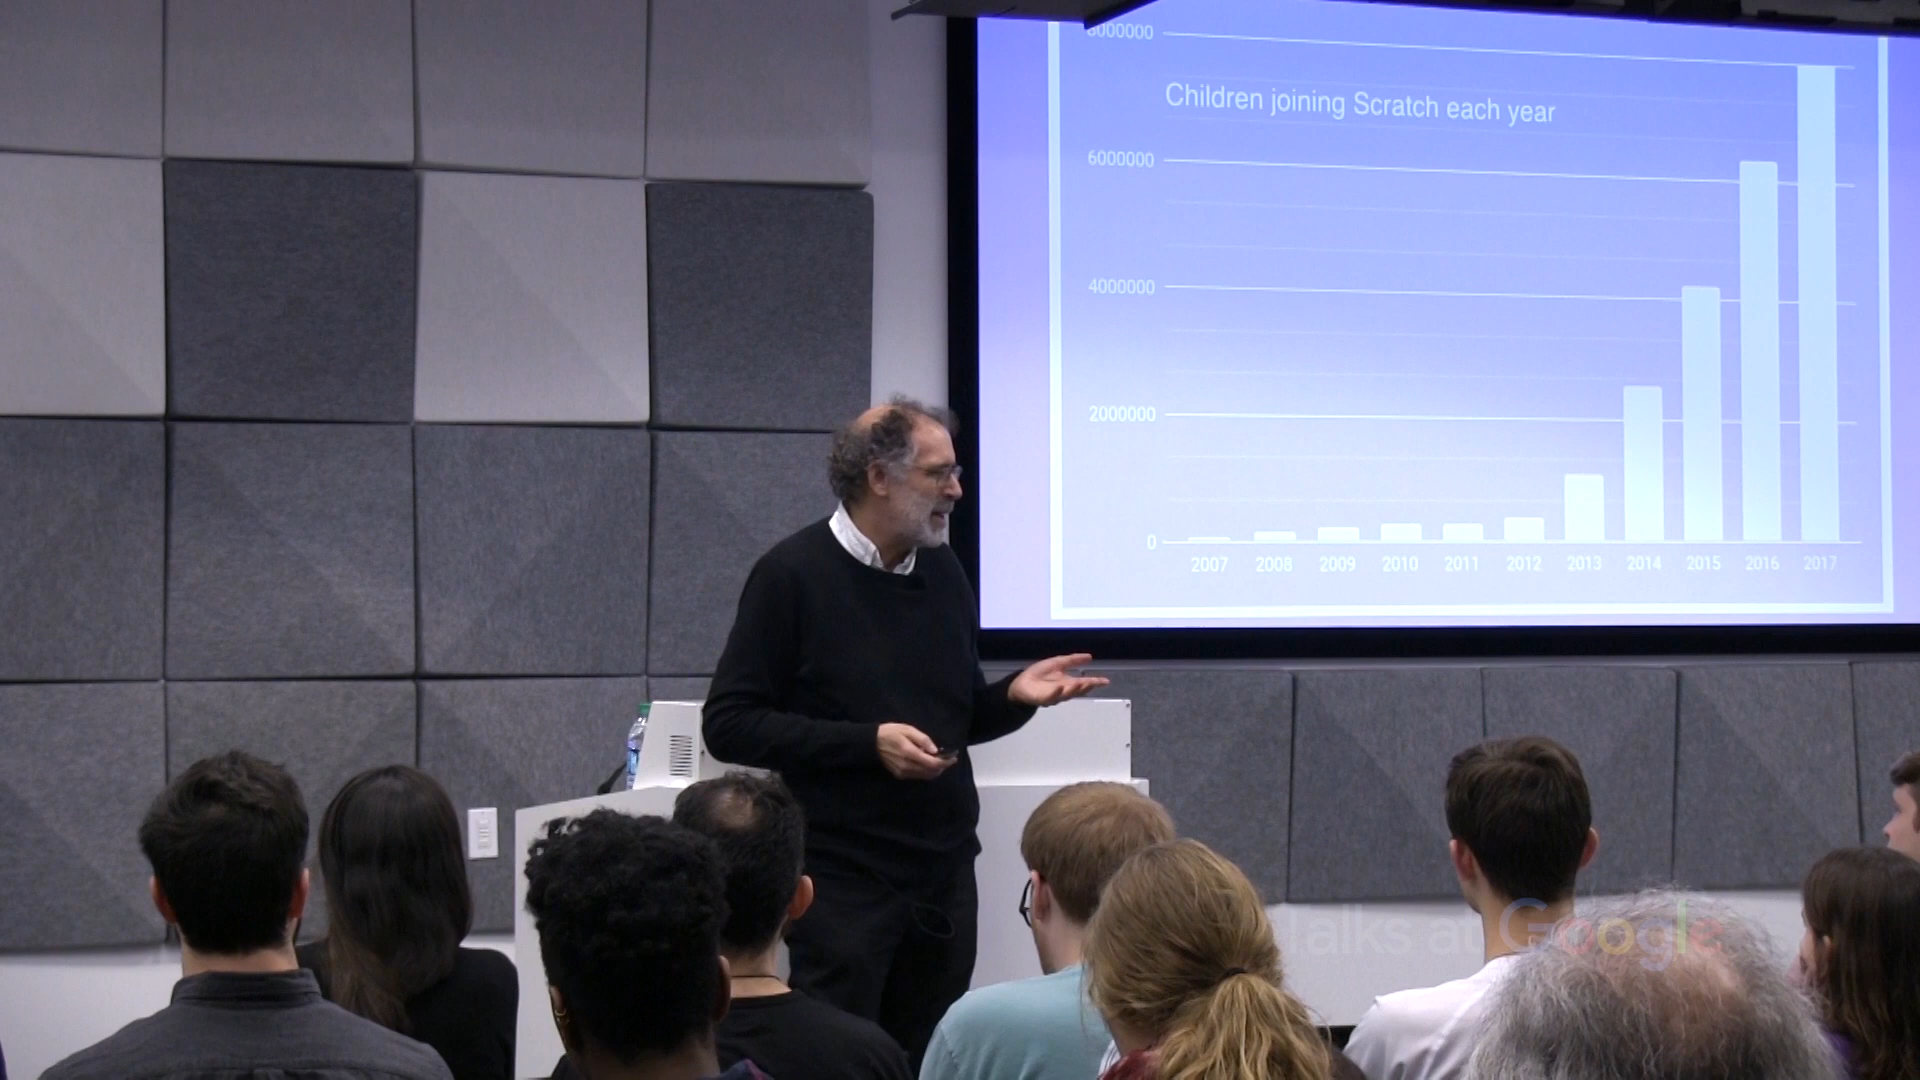 8000000
Children joining Scratch each year
6000000
4000000
2000000
0
2007 2008 2009 2010 2011 2012 2013 2014 2015 2016 2017
Talks at Google